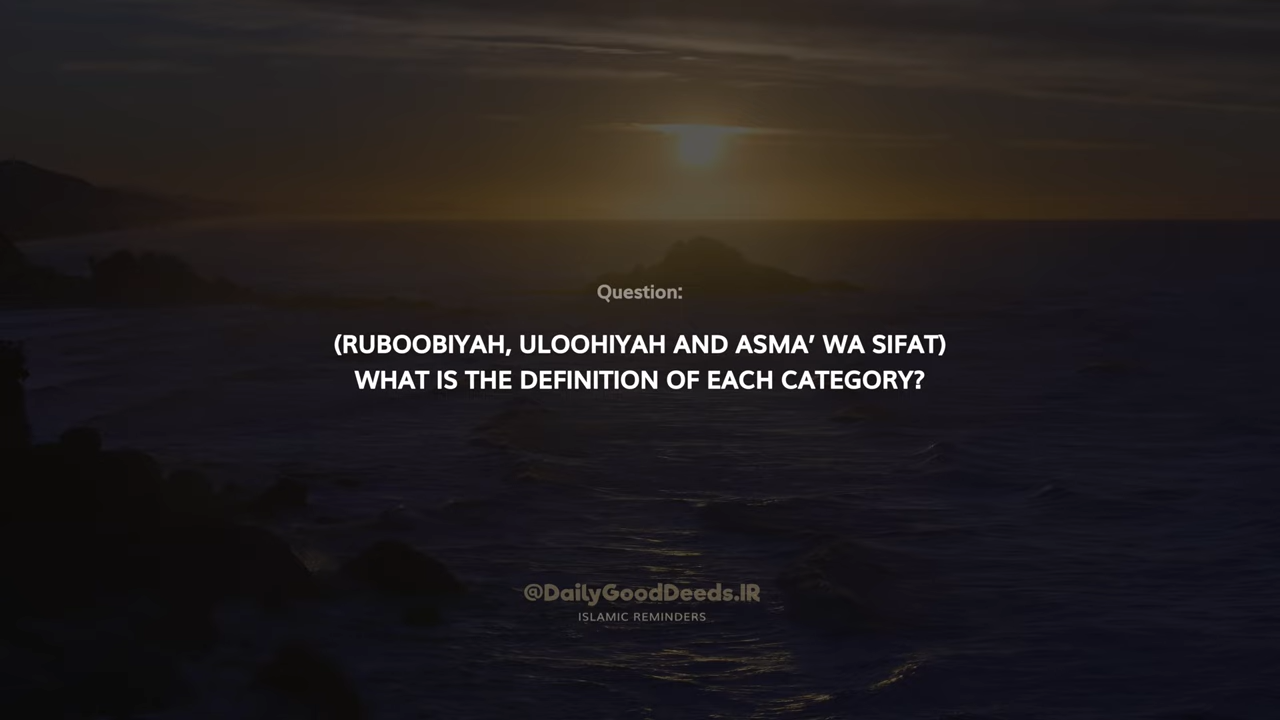 Question:
(RUBOOBIYAH, ULOOHIYAH AND ASMA’ WA SIFAT)
WHAT IS THE DEFINITION OF EACH CATEGORY?
@DailyGoodDeeds.IR
ISLAMIC REMINDERS